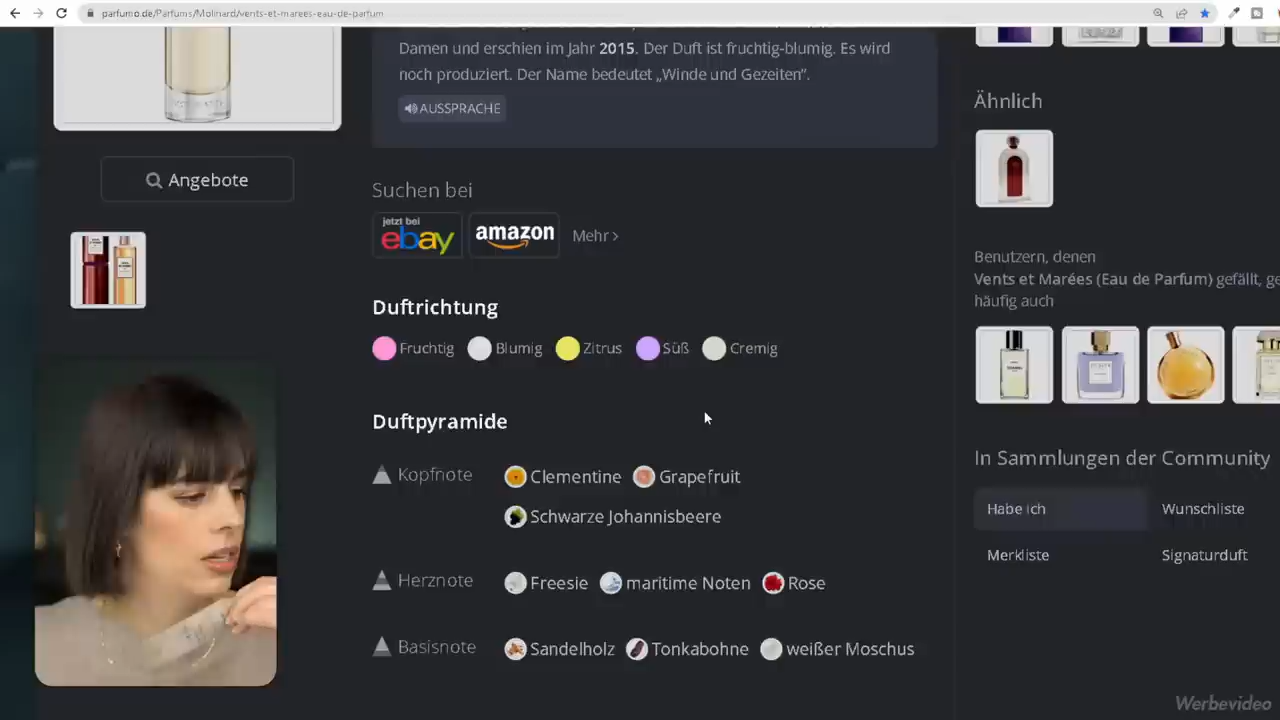 parfumo.de/Parfums/Molinard/vents-et-marees-eau-de-parfum
Damen und erschien im Jahr 2015. Der Duft ist fruchtig-blumig. Es wird
noch produziert. Der Name bedeutet „Winde und Gezeiten“.
AUSSPRACHE
Angebote
Suchen bei
jetzt bei
ebay
amazon
Mehr >
Duftrichtung
Fruchtig
Blumig
Zitrus
Süß
Cremig
Duftpyramide
Kopfnote
Clementine
Grapefruit
Schwarze Johannisbeere
Herznote
Freesie
maritime Noten
Rose
Basisnote
Sandelholz
Tonkabohne
weißer Moschus
Ähnlich
Benutzern, denen
Vents et Marées (Eau de Parfum) gefällt, ge
häufig auch
In Sammlungen der Community
Habe ich
Wunschliste
Merkliste
Signaturduft
Werbevideo